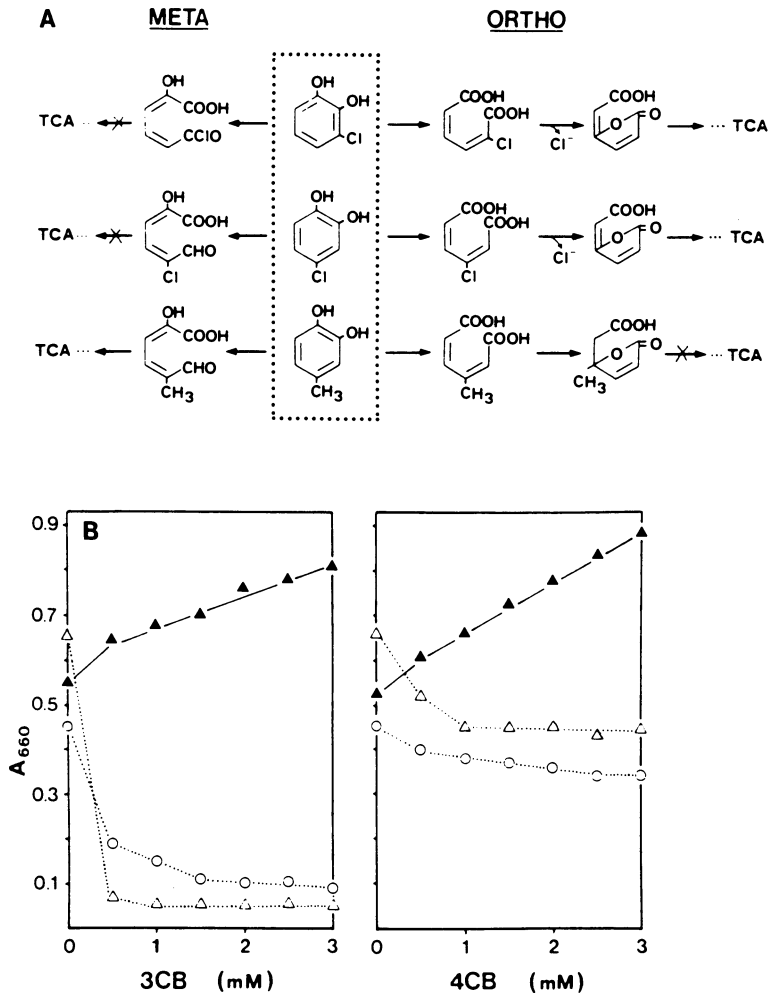 A
META
ORTHO
OH
COOH
CClO
TCA ···
OH
OH
Cl
COOH
COOH
Cl
Cl⁻
COOH
O
O
··· TCA
OH
COOH
CHO
Cl
TCA ···
OH
OH
Cl
COOH
COOH
Cl
Cl⁻
COOH
O
O
··· TCA
OH
COOH
CHO
CH₃
TCA ···
OH
OH
CH₃
COOH
COOH
CH₃
COOH
O
O
CH₃
··· TCA
B
A₆₆₀
0.9
0.7
0.5
0.3
0.1
0 1 2 3
3CB (mM)
0 1 2 3
4CB (mM)